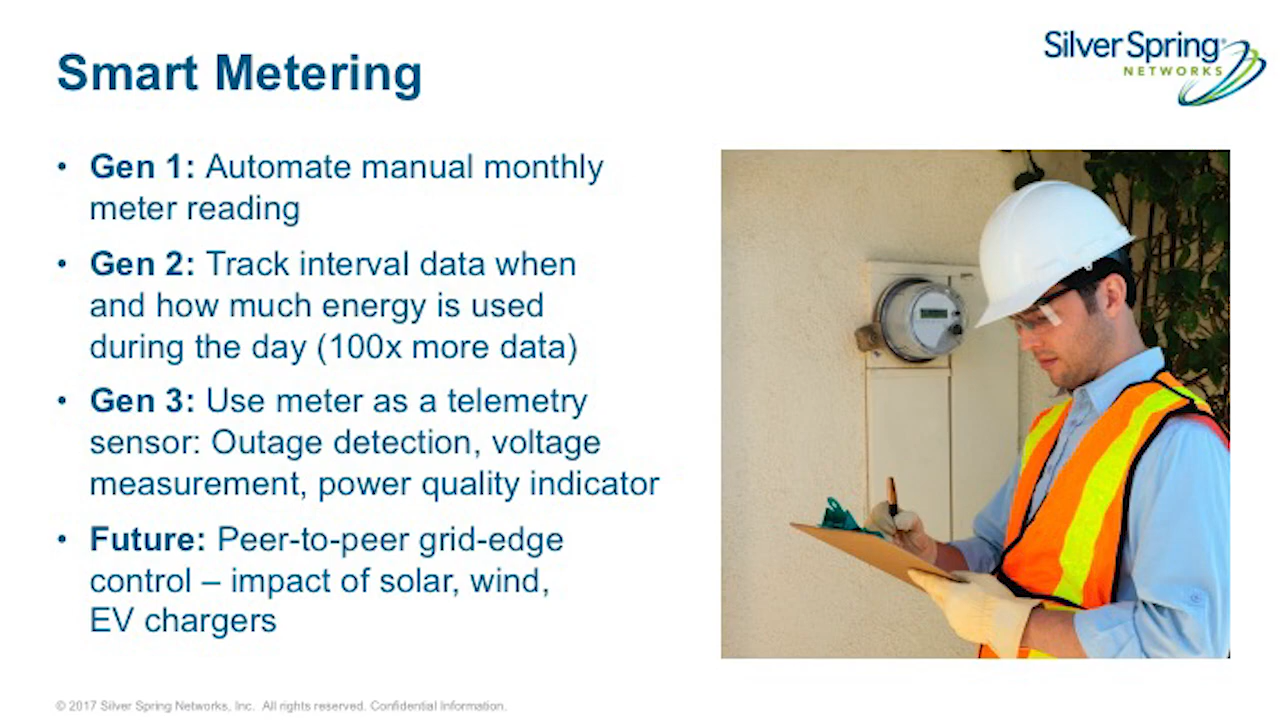 Smart Metering
Silver Spring®
NETWORKS
• Gen 1: Automate manual monthly
meter reading
• Gen 2: Track interval data when
and how much energy is used
during the day (100x more data)
• Gen 3: Use meter as a telemetry
sensor: Outage detection, voltage
measurement, power quality indicator
• Future: Peer-to-peer grid-edge
control – impact of solar, wind,
EV chargers
© 2017 Silver Spring Networks, Inc. All rights reserved. Confidential Information.